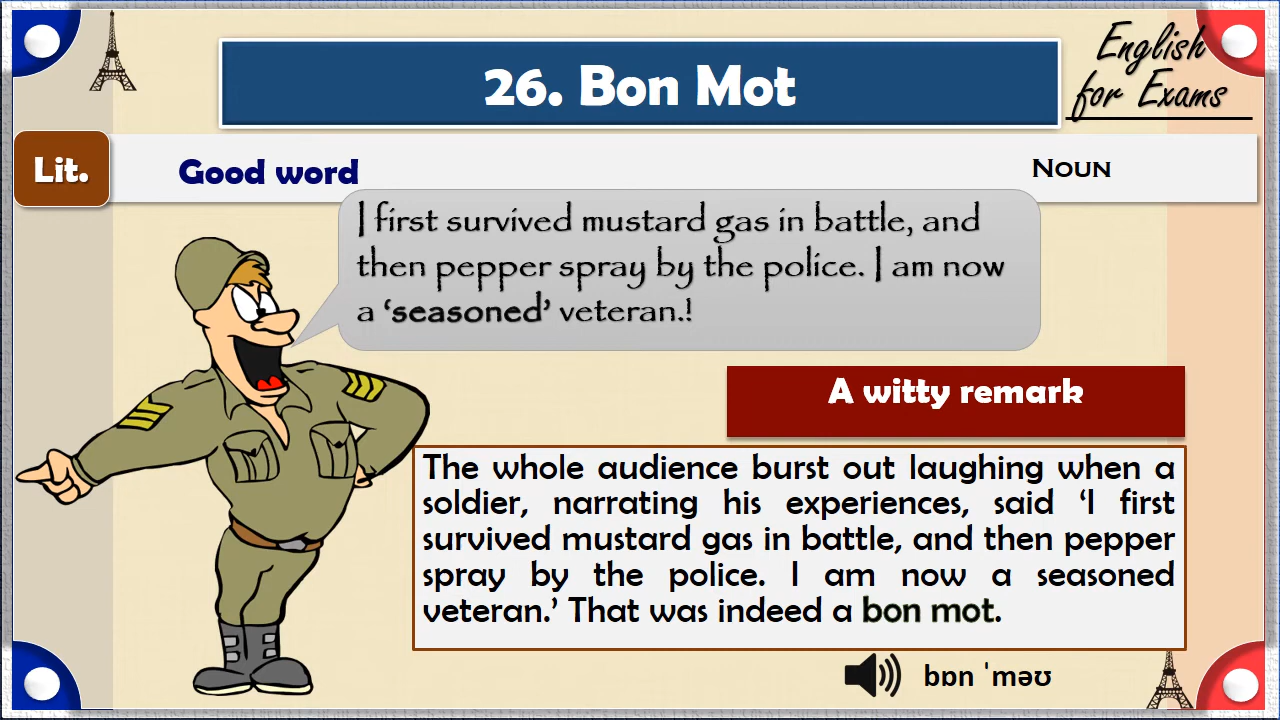 English
for Exams
26. Bon Mot
Lit.
Good word
Noun
I first survived mustard gas in battle, and
then pepper spray by the police. I am now
a ‘seasoned’ veteran.!
A witty remark
The whole audience burst out laughing when a
soldier, narrating his experiences, said ‘I first
survived mustard gas in battle, and then pepper
spray by the police. I am now a seasoned
veteran.’ That was indeed a bon mot.
bɒn ˈməʊ